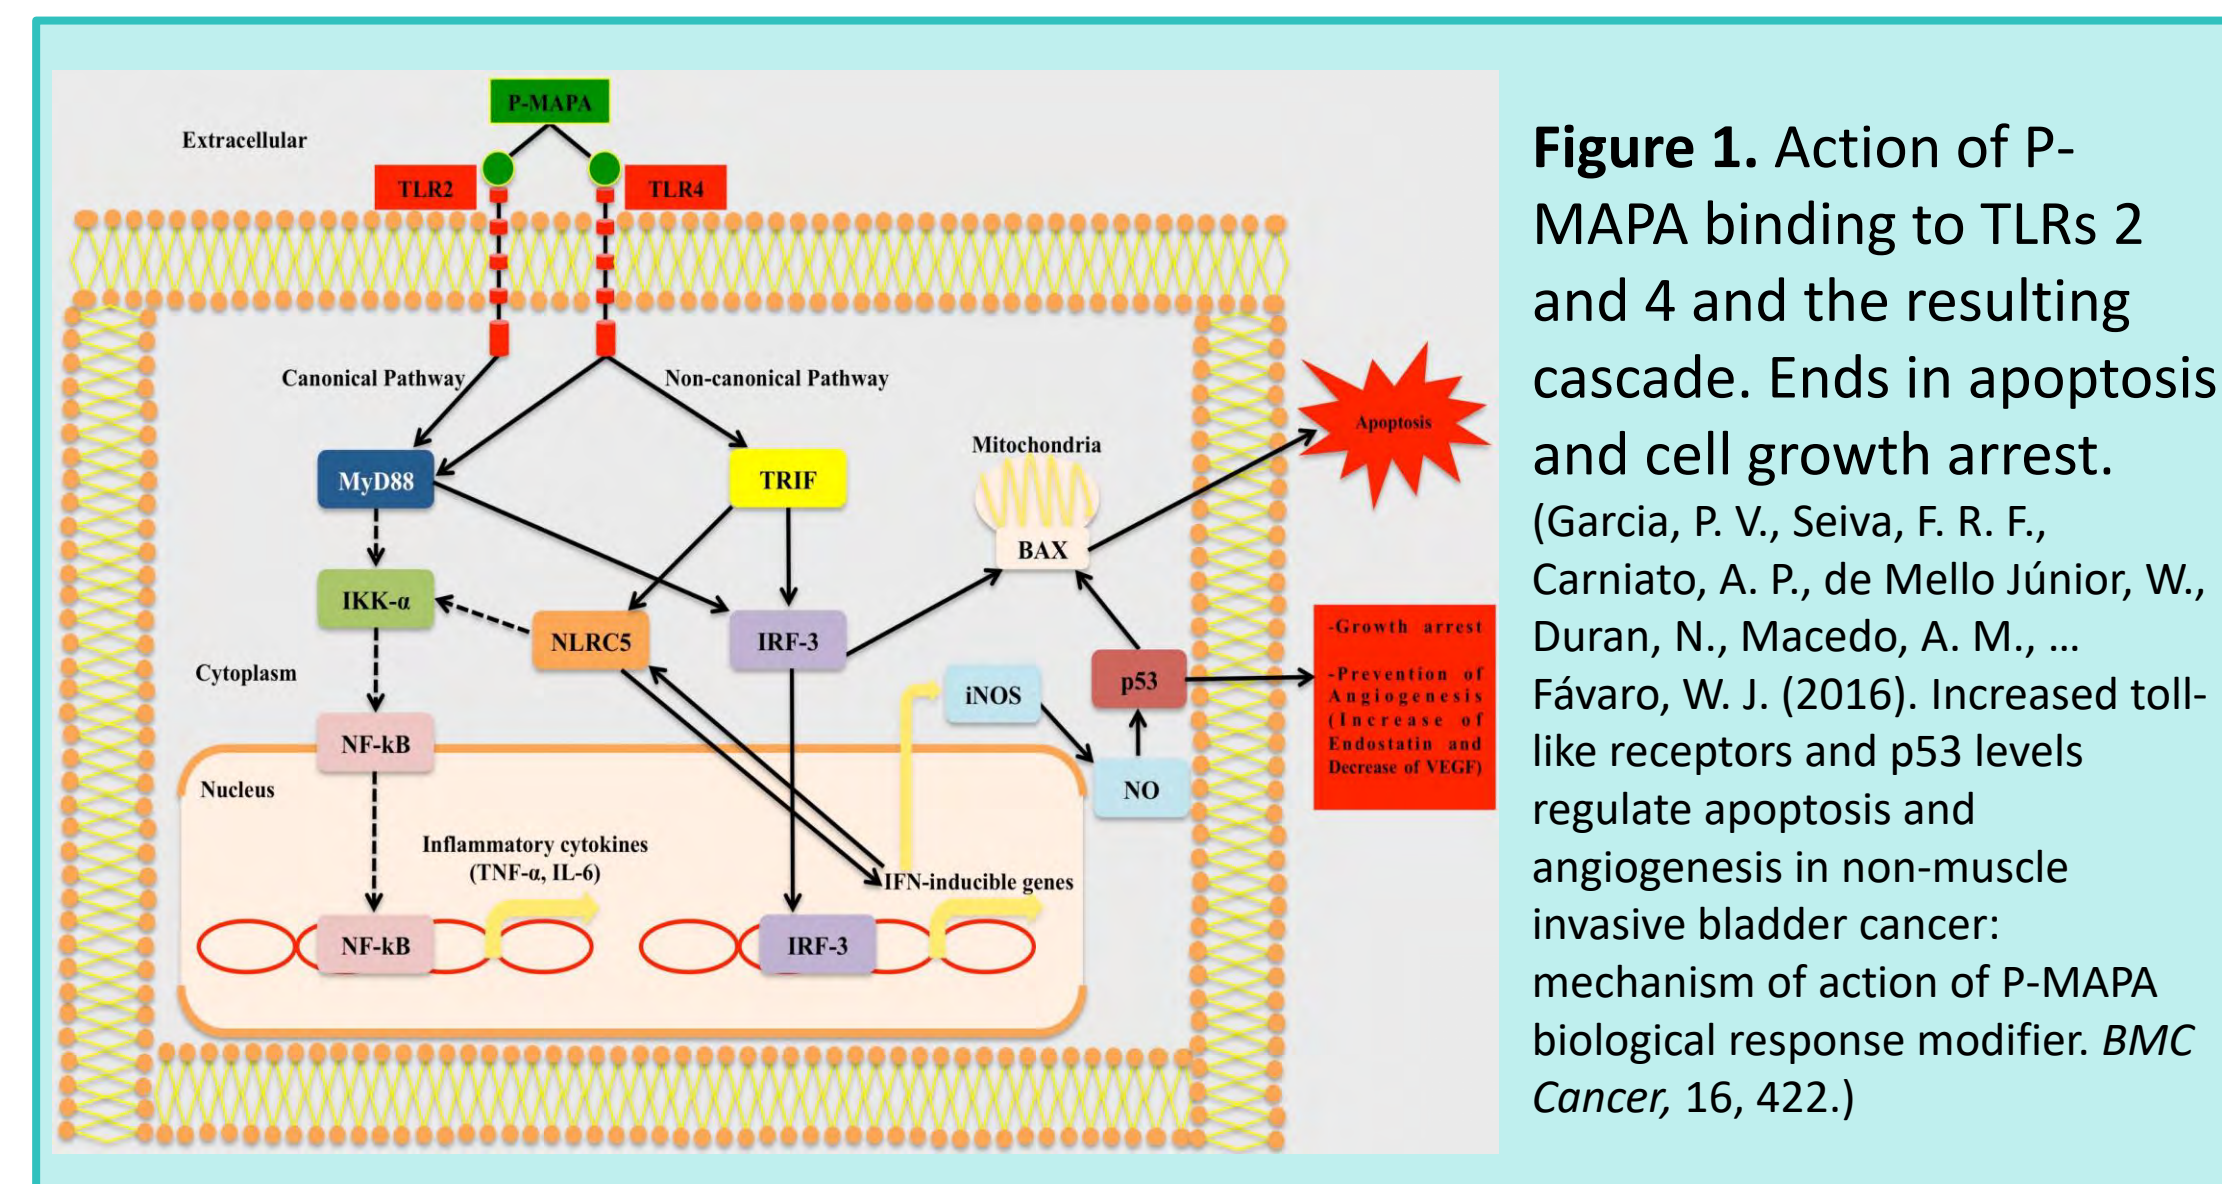 P-MAPA
Extracellular
TLR2
TLR4
Canonical Pathway
Non-canonical Pathway
Apoptosis
Mitochondria
MyD88
TRIF
BAX
IKK-α
NLRC5
IRF-3
-Growth arrest
-Prevention of
Angiogenesis
(Increase of
Endostatin and
Decrease of VEGF)
Cytoplasm
p53
iNOS
NF-kB
Nucleus
NO
Inflammatory cytokines
(TNF-α, IL-6)
IFN-inducible genes
NF-kB
IRF-3
Figure 1. Action of P-
MAPA binding to TLRs 2
and 4 and the resulting
cascade. Ends in apoptosis
and cell growth arrest.
(Garcia, P. V., Seiva, F. R. F.,
Carniato, A. P., de Mello Júnior, W.,
Duran, N., Macedo, A. M., …
Fávaro, W. J. (2016). Increased toll-
like receptors and p53 levels
regulate apoptosis and
angiogenesis in non-muscle
invasive bladder cancer:
mechanism of action of P-MAPA
biological response modifier. BMC
Cancer, 16, 422.)